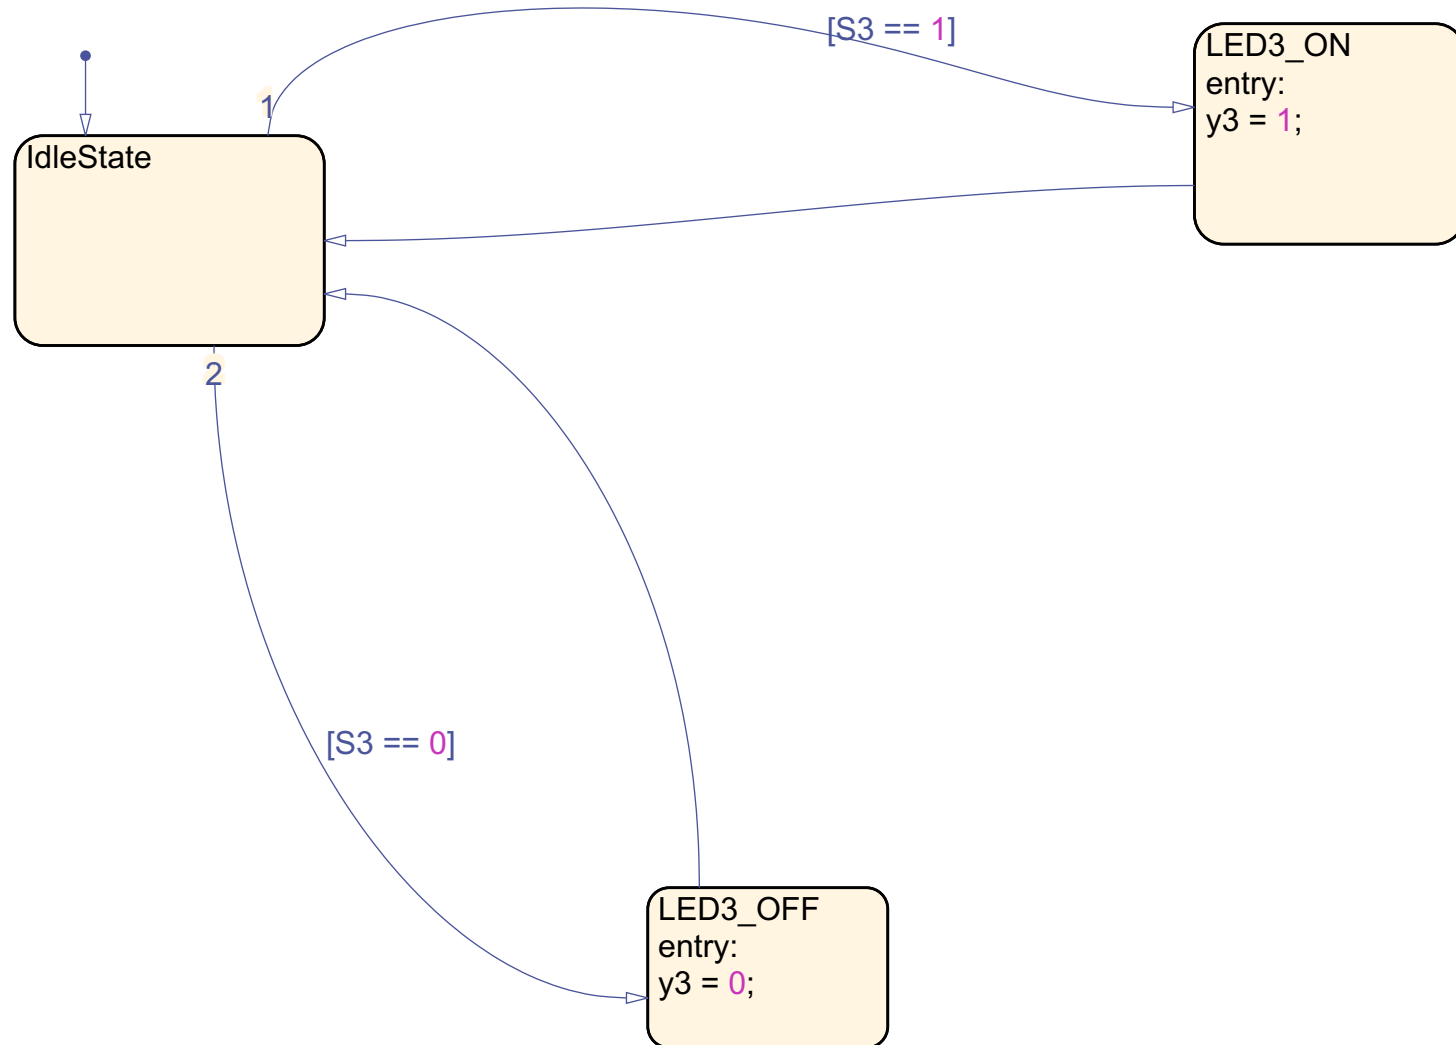 [S3 == 1]
LED3_ON
entry:
y3 = 1;
1
IdleState
2
[S3 == 0]
LED3_OFF
entry:
y3 = 0;